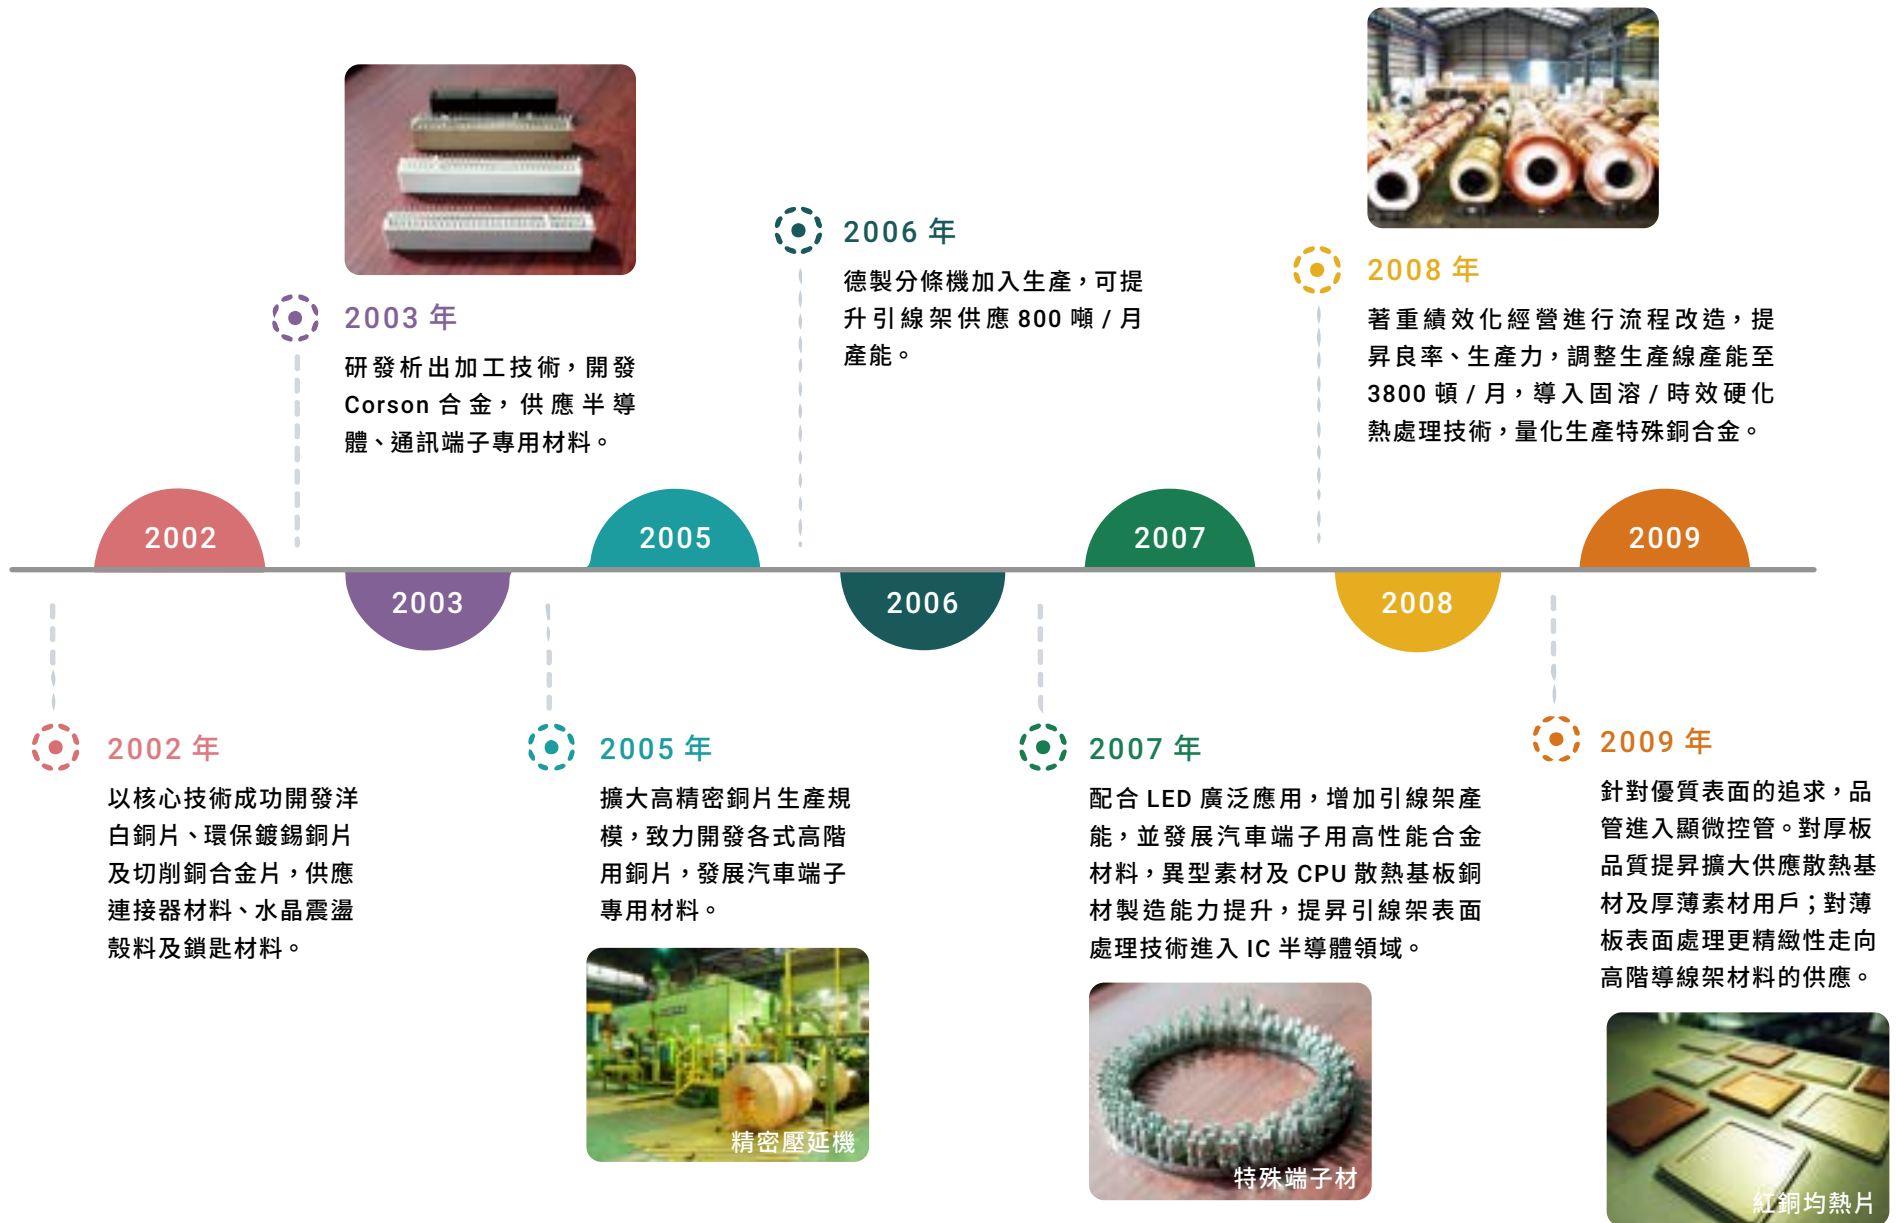 2003 年
研發析出加工技術，開發
Corson 合金，供應半導
體、通訊端子專用材料。
2006 年
德製分條機加入生產，可提
升引線架供應 800 噸 / 月
產能。
2008 年
著重績效化經營進行流程改造，提
昇良率、生產力，調整生產線產能至
3800 頓 / 月，導入固溶 / 時效硬化
熱處理技術，量化生產特殊銅合金。
2002
2003
2005
2006
2007
2008
2009
2002 年
以核心技術成功開發洋
白銅片、環保鍍錫銅片
及切削銅合金片，供應
連接器材料、水晶震盪
殼料及鎖匙材料。
2005 年
擴大高精密銅片生產規
模，致力開發各式高階
用銅片，發展汽車端子
專用材料。
精密壓延機
2007 年
配合 LED 廣泛應用，增加引線架產
能，並發展汽車端子用高性能合金
材料，異型素材及 CPU 散熱基板銅
材製造能力提升，提昇引線架表面
處理技術進入 IC 半導體領域。
特殊端子材
2009 年
針對優質表面的追求，品
管進入顯微控管。對厚板
品質提昇擴大供應散熱基
材及厚薄素材用戶；對薄
板表面處理更精緻性走向
高階導線架材料的供應。
紅銅均熱片